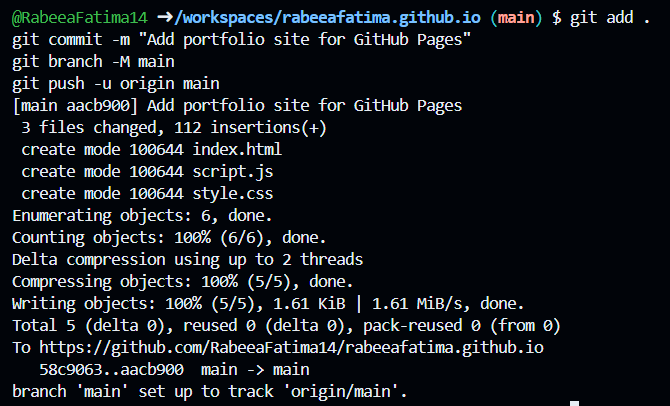 @RabeeaFatima14 ➜/workspaces/rabeeafatima.github.io (main) $ git add .
git commit -m "Add portfolio site for GitHub Pages"
git branch -M main
git push -u origin main
[main aacb900] Add portfolio site for GitHub Pages
 3 files changed, 112 insertions(+)
 create mode 100644 index.html
 create mode 100644 script.js
 create mode 100644 style.css
Enumerating objects: 6, done.
Counting objects: 100% (6/6), done.
Delta compression using up to 2 threads
Compressing objects: 100% (5/5), done.
Writing objects: 100% (5/5), 1.61 KiB | 1.61 MiB/s, done.
Total 5 (delta 0), reused 0 (delta 0), pack-reused 0 (from 0)
To https://github.com/RabeeaFatima14/rabeeafatima.github.io
   58c9063..aacb900  main -> main
branch 'main' set up to track 'origin/main'.